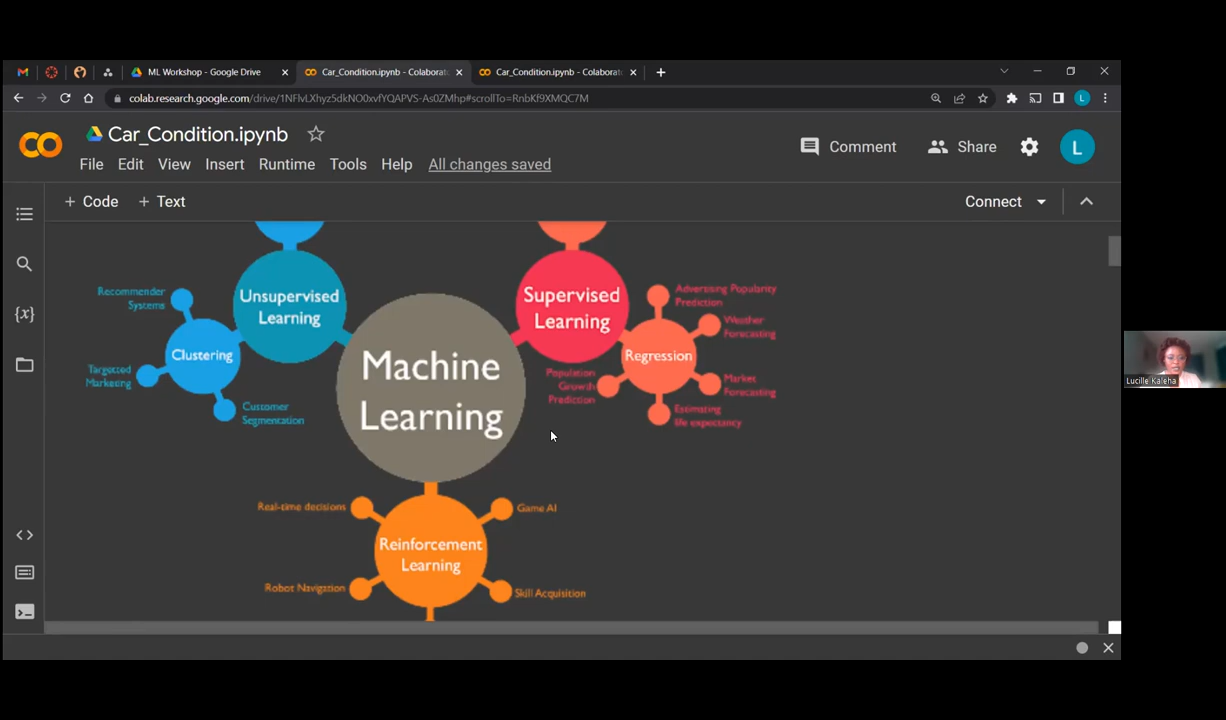 ML Workshop - Google Drive
Car_Condition.ipynb - Colaborat
Car_Condition.ipynb - Colaborat
colab.research.google.com/drive/1NFlvLXhyz5dkNO0xvfYQAPVS-As0ZMhp#scrollTo=RnbKf9XMQC7M
L
CO
Car_Condition.ipynb
File Edit View Insert Runtime Tools Help All changes saved
Comment
Share
L
+ Code + Text
Connect
{x}
Unsupervised
Learning
Supervised
Learning
Recommender
Systems
Clustering
Targetted
Marketing
Customer
Segmentation
Machine
Learning
Advertising Popularity
Prediction
Weather
Forecasting
Regression
Population
Growth
Prediction
Market
Forecasting
Estimating
life expectancy
Real-time decisions
Game AI
Reinforcement
Learning
Robot Navigation
Skill Acquisition
Lucille Kaleha